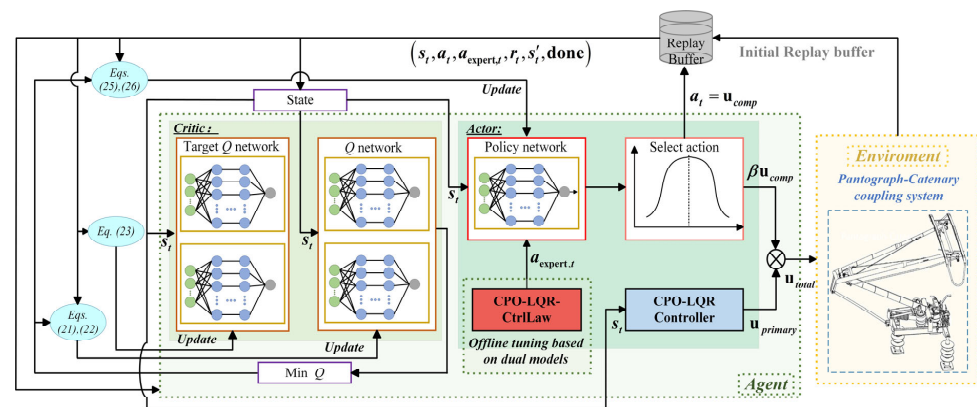 Replay
Buffer
Initial Replay buffer
(s_t, a_t, a_expert,t, r_t, s'_t, donc)
Eqs.
(25),(26)
State
Update
a_t = u_comp
Critic :
Target Q network
Q network
Actor:
Policy network
Select action
βu_comp
Enviroment
Pantograph-Catenary
coupling system
s_t
s_t
s_t
Eq. (23)
a_expert,t
u_total
Eqs.
(21),(22)
CPO-LQR-
CtrlLaw
s_t
CPO-LQR
Controller
u_primary
Update
Update
Offline tuning based
on dual models
Min Q
Agent